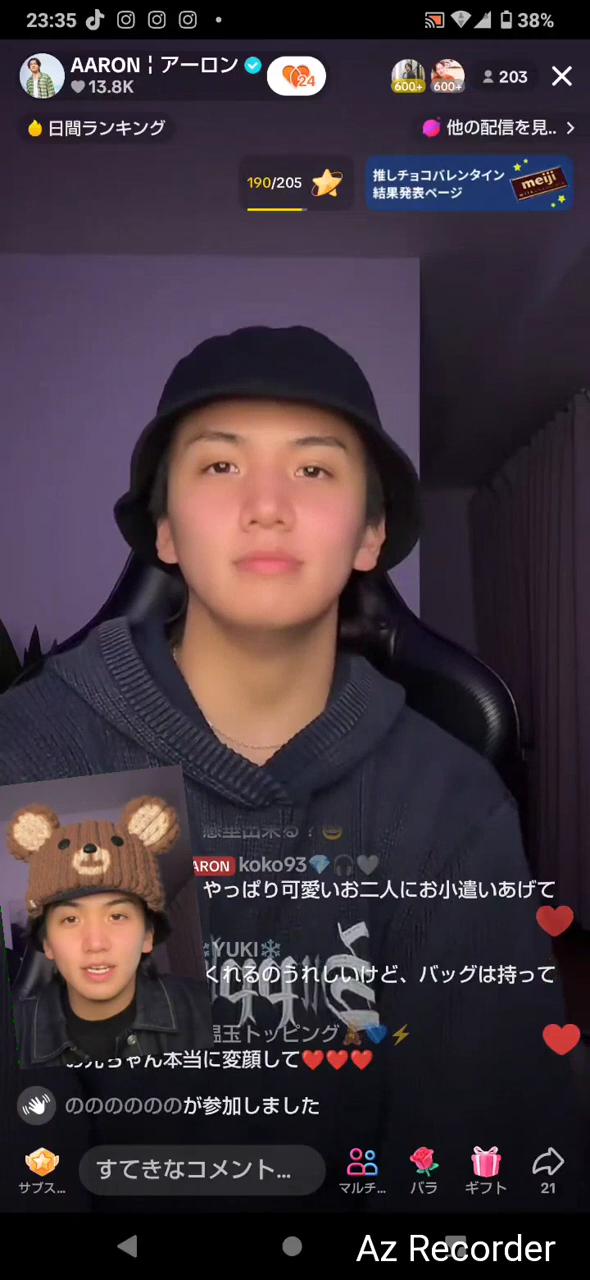 23:35
38%
AARON ¦ アーロン
13.8K
24
600+
600+
203
日間ランキング
他の配信を見..
190/205
推しチョコバレンタイン
結果発表ページ
meiji
ARON koko93💎🎧🩶
やっぱり可愛いお二人にお小遣いあげて
YUKI❄️
くれるのうれしいけど、バッグは持って
温玉トッピング🧸💙⚡
ちゃん本当に変顔して❤️❤️❤️
のののののがが参加しました
サブス...
すてきなコメント...
マルチ...
バラ
ギフト
21
Az Recorder